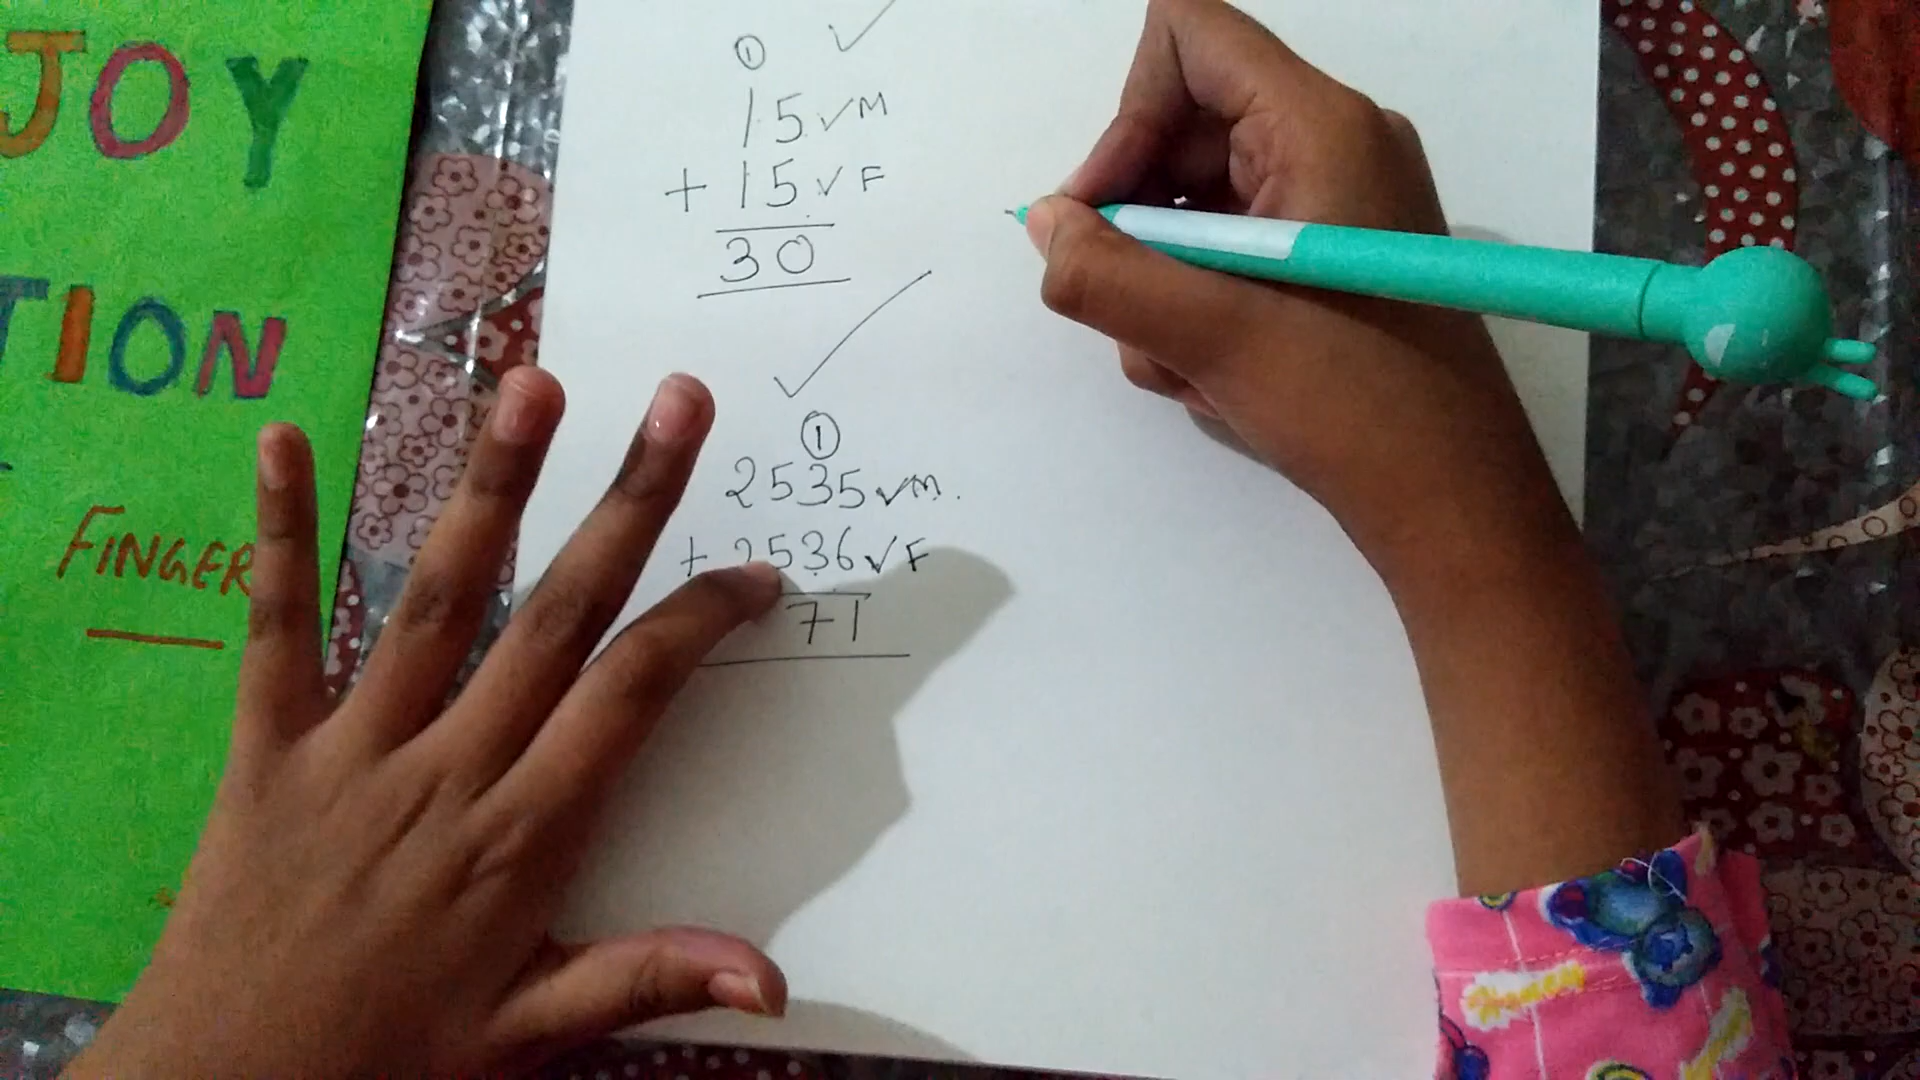 JOY
TION
FINGER
①
15✓M
+15✓F
30
①
2535✓M.
+2536✓F
71